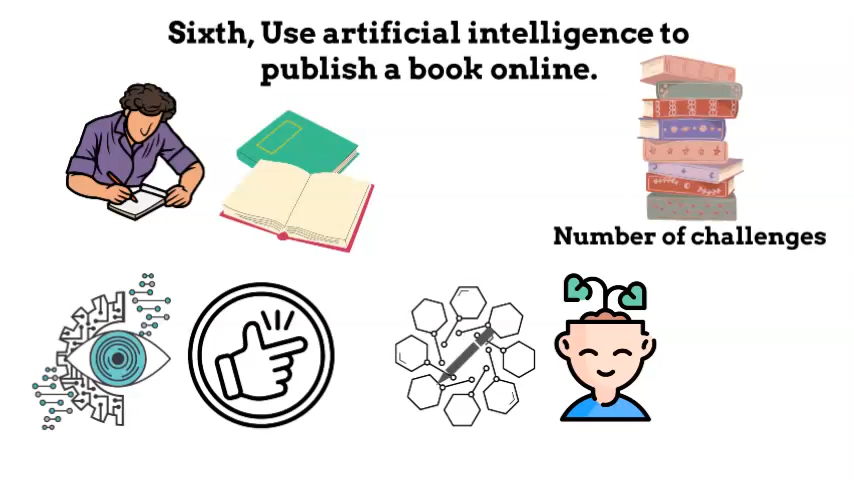 Sixth, Use artificial intelligence to
publish a book online.
Number of challenges